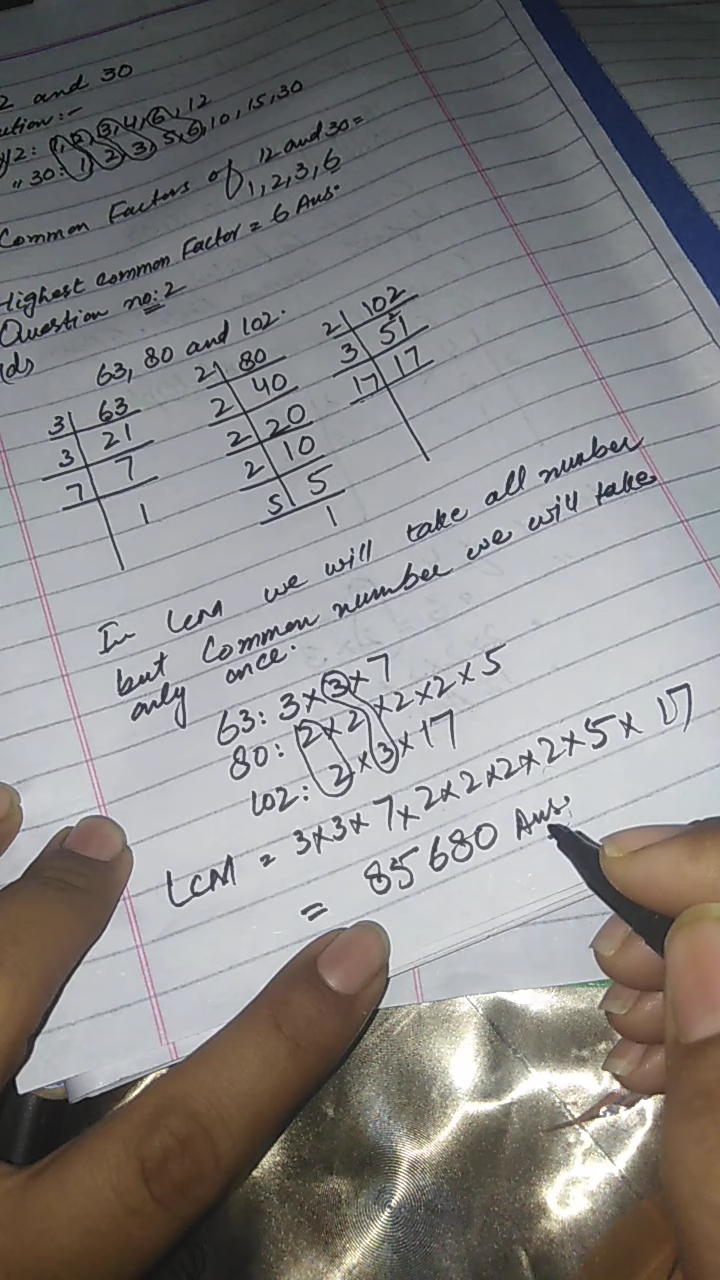 2 and 30
ution:-
12: 1, 2, 3, 4, 6, 12
" 30: 1, 2, 3, 5, 6, 10, 15, 30
Common Factors of 12 and 30 =
1, 2, 3, 6
Highest common Factor = 6 Ans.
Question no: 2
(d) 63, 80 and 102.
3 | 63
3 | 21
7 | 7
1
2 | 80
2 | 40
2 | 20
2 | 10
5 | 5
1
2 | 102
3 | 51
17 | 17
In LCM we will take all number
but common number we will take
only once.
63: 3 x 3 x 7
80: 2 x 2 x 2 x 2 x 5
102: 2 x 3 x 17
LCM = 3 x 3 x 7 x 2 x 2 x 2 x 2 x 5 x 17
= 85680 Ans.